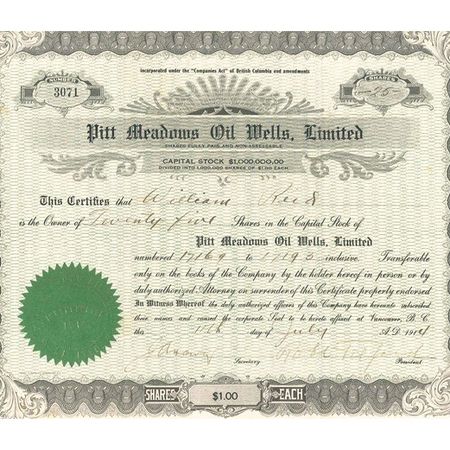 Incorporated under the "Companies Act" of British Columbia and amendments
NUMBER
3071
SHARES
25
Pitt Meadows Oil Wells, Limited
SHARES FULLY PAID AND NON-ASSESSABLE
CAPITAL STOCK $1,000,000.00
DIVIDED INTO 1,000,000 SHARES OF $1.00 EACH
This Certifies that William Reid
is the Owner of Twenty five Shares in the Capital Stock of
Pitt Meadows Oil Wells, Limited
numbered 17169 to 17193 inclusive. Transferable
only on the books of the Company by the holder hereof in person or by
duly authorized Attorney on surrender of this Certificate properly endorsed
In Witness Whereof the duly authorized officers of this Company have hereunto subscribed
their names and caused the corporate Seal to be hereto affixed at Vancouver, B. C.
this 11th day of July A.D. 1914
Secretary President
SHARES $1.00 EACH